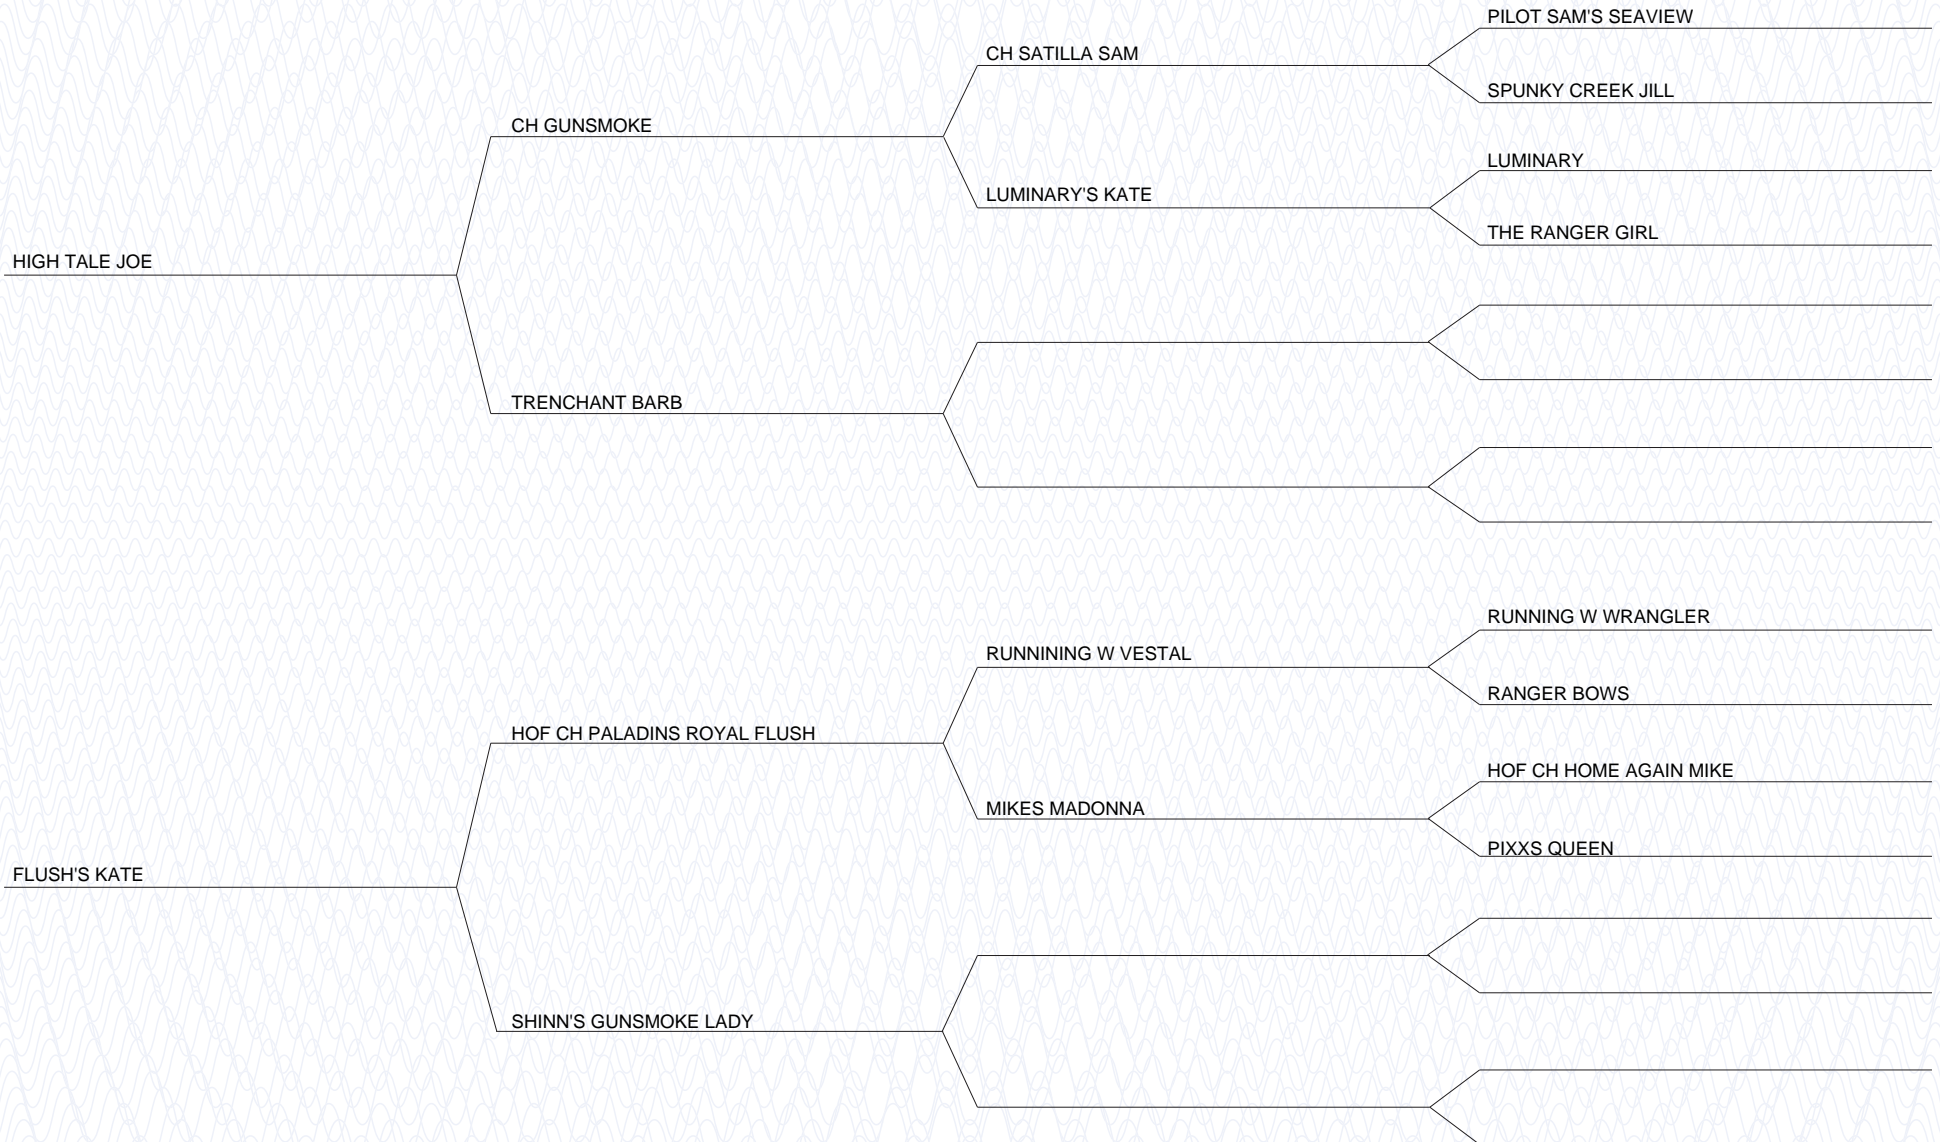 PILOT SAM'S SEAVIEW
CH SATILLA SAM
SPUNKY CREEK JILL
CH GUNSMOKE
LUMINARY
LUMINARY'S KATE
THE RANGER GIRL
HIGH TALE JOE
TRENCHANT BARB
RUNNING W WRANGLER
RUNNINING W VESTAL
RANGER BOWS
HOF CH PALADINS ROYAL FLUSH
HOF CH HOME AGAIN MIKE
MIKES MADONNA
PIXXS QUEEN
FLUSH'S KATE
SHINN'S GUNSMOKE LADY